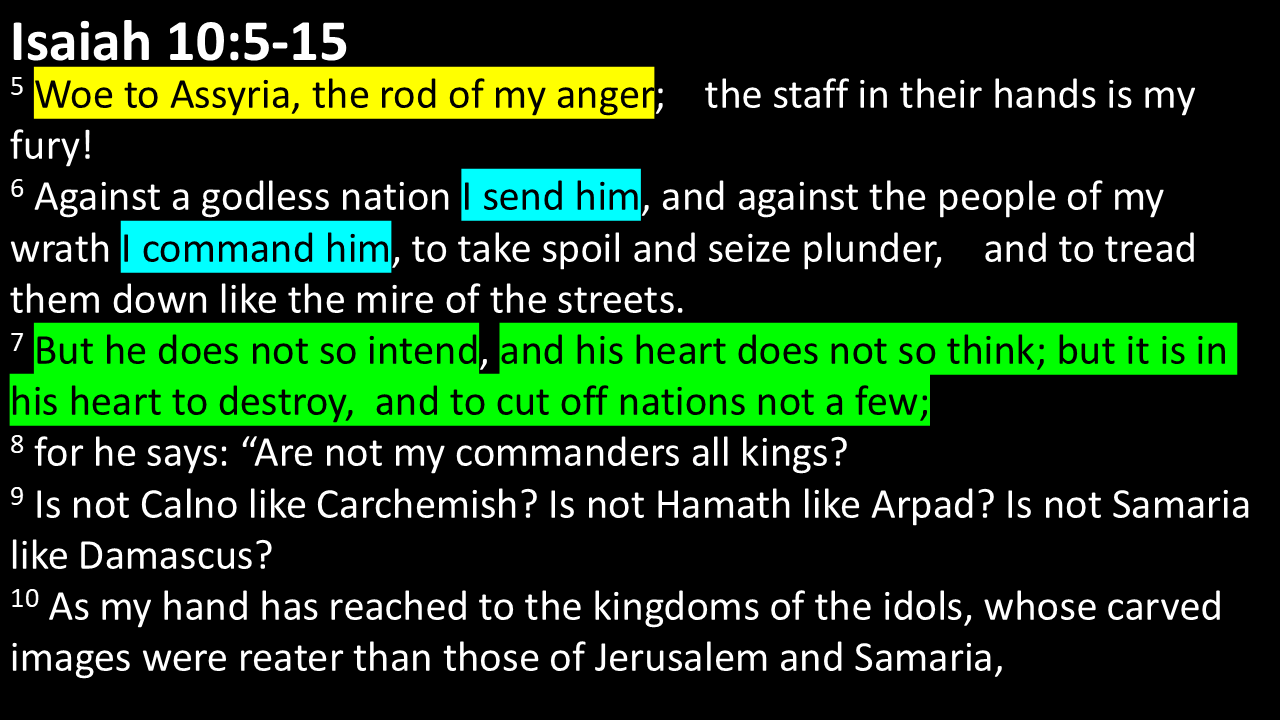 Isaiah 10:5-15
5 Woe to Assyria, the rod of my anger; the staff in their hands is my
fury!
6 Against a godless nation I send him, and against the people of my
wrath I command him, to take spoil and seize plunder, and to tread
them down like the mire of the streets.
7 But he does not so intend, and his heart does not so think; but it is in
his heart to destroy, and to cut off nations not a few;
8 for he says: “Are not my commanders all kings?
9 Is not Calno like Carchemish? Is not Hamath like Arpad? Is not Samaria
like Damascus?
10 As my hand has reached to the kingdoms of the idols, whose carved
images were reater than those of Jerusalem and Samaria,